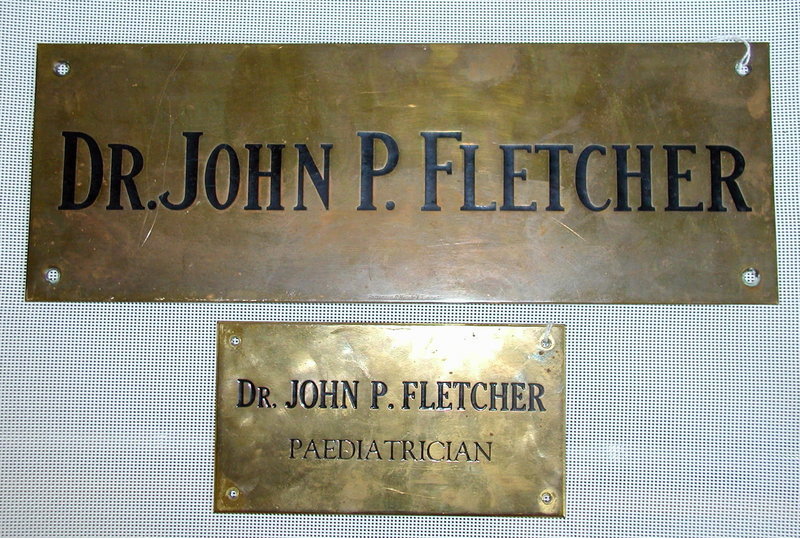 DR. JOHN P. FLETCHER
DR. JOHN P. FLETCHER
PAEDIATRICIAN